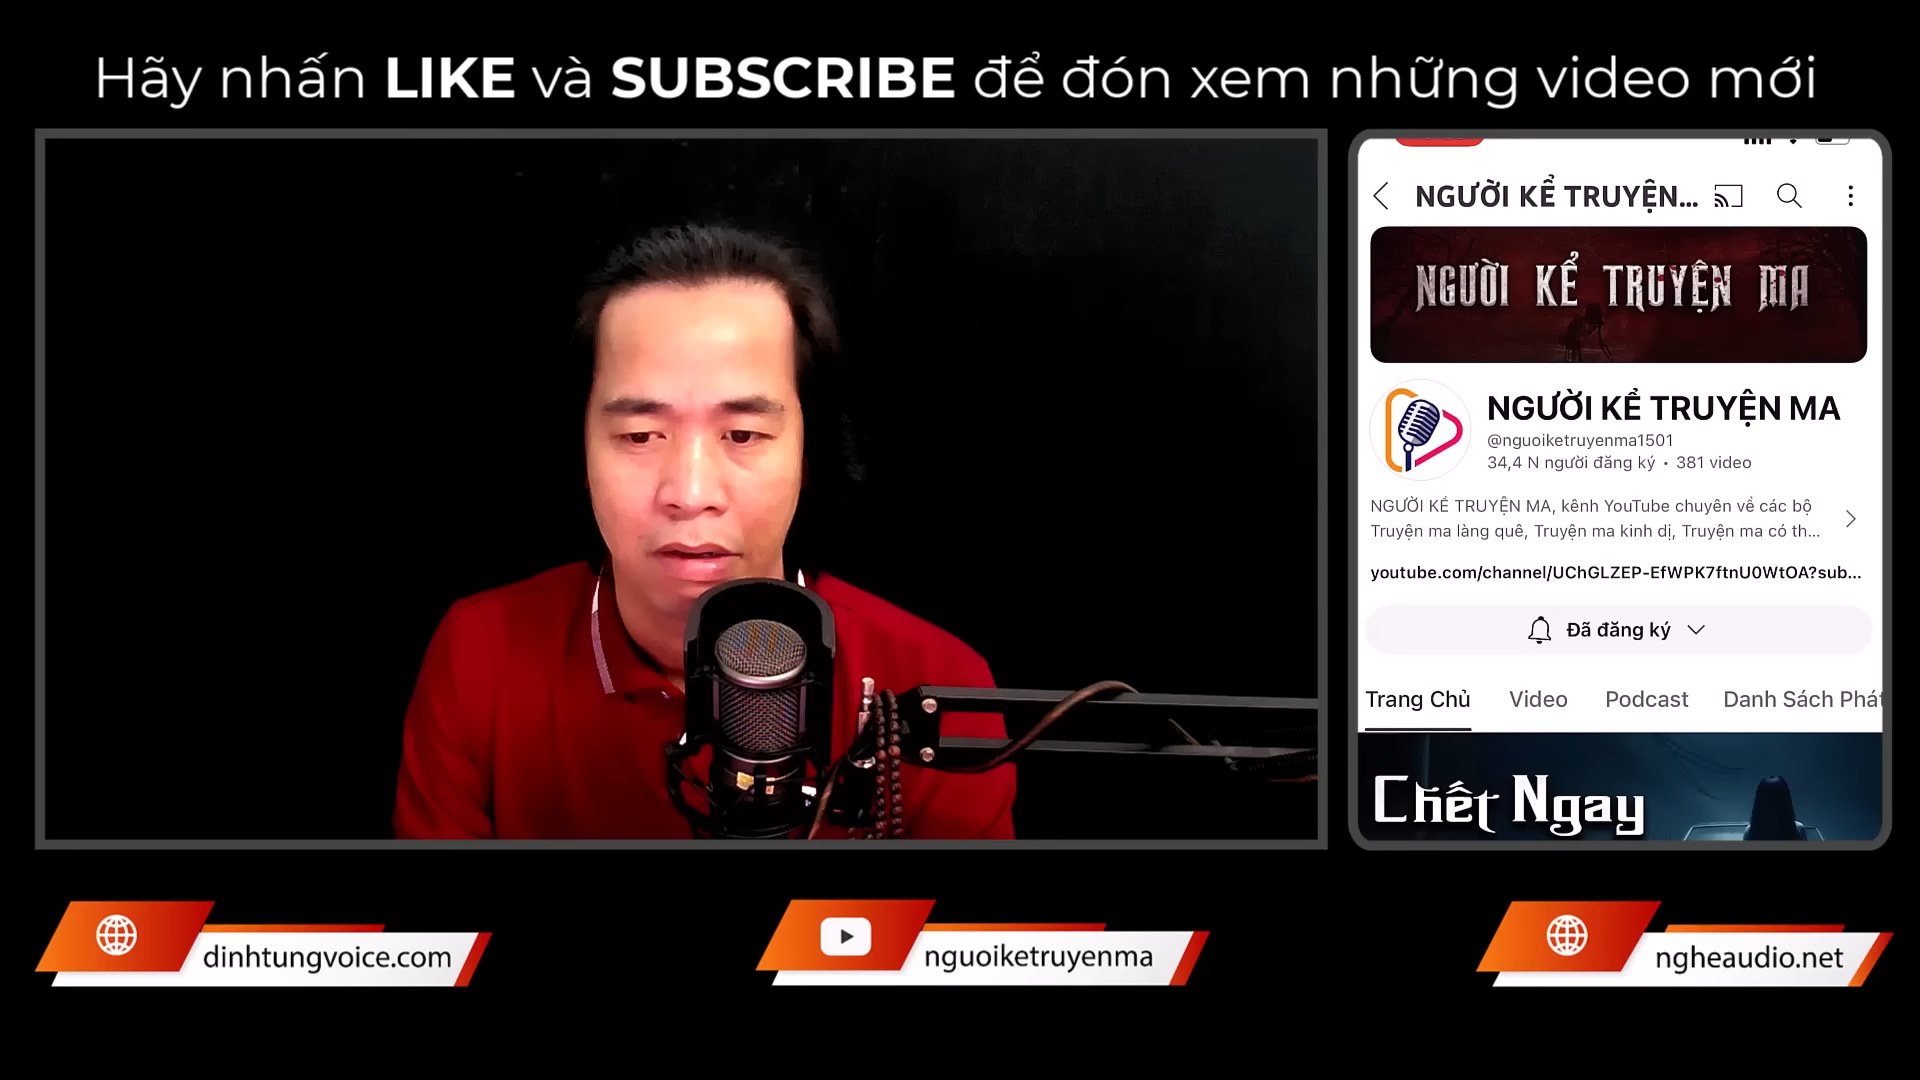 Hãy nhấn LIKE và SUBSCRIBE để đón xem những video mới
NGƯỜI KỂ TRUYỆN...
NGƯỜI KỂ TRUYỆN MA
NGƯỜI KỂ TRUYỆN MA
@nguoiketruyenma1501
34,4 N người đăng ký • 381 video
NGƯỜI KỂ TRUYỆN MA, kênh YouTube chuyên về các bộ
Truyện ma làng quê, Truyện ma kinh dị, Truyện ma có th...
youtube.com/channel/UChGLZEP-EfWPK7ftnU0WtOA?sub...
Đã đăng ký
Trang Chủ Video Podcast Danh Sách Phát
Chết Ngay
dinhtungvoice.com
nguoiketruyenma
ngheaudio.net